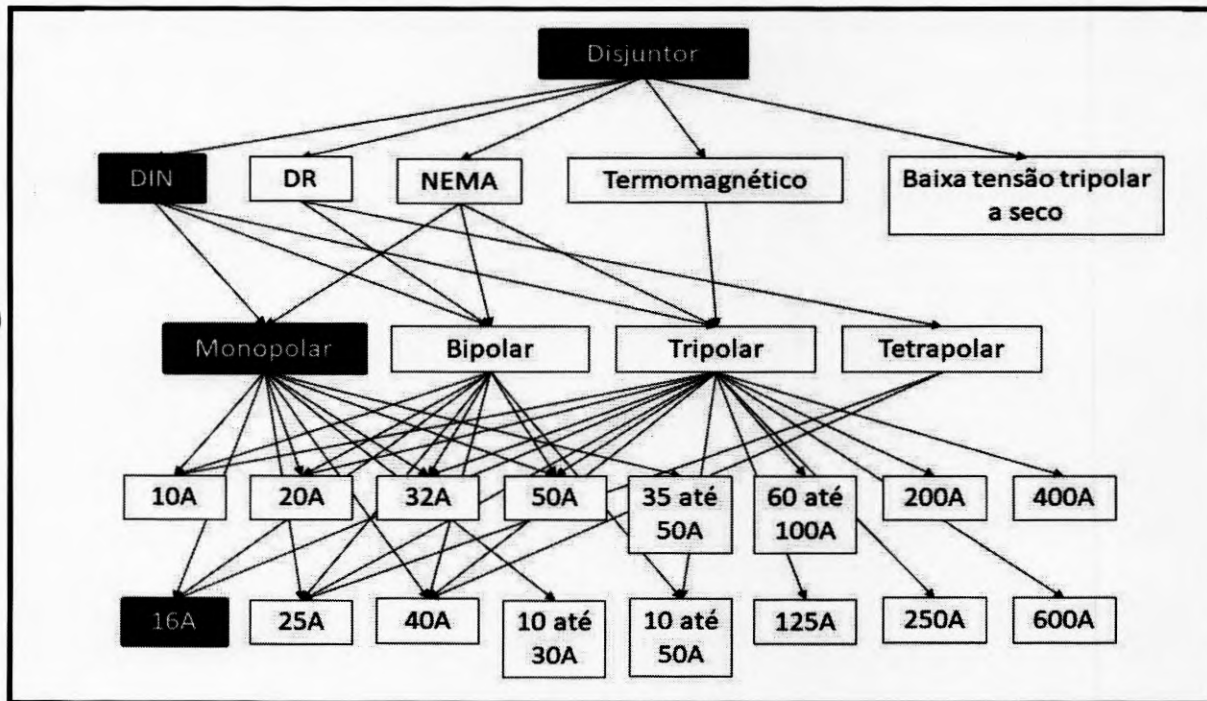 Disjuntor
DIN
DR
NEMA
Termomagnético
Baixa tensão tripolar
a seco
Monopolar
Bipolar
Tripolar
Tetrapolar
10A
20A
32A
50A
35 até
50A
60 até
100A
200A
400A
16A
25A
40A
10 até
30A
10 até
50A
125A
250A
600A